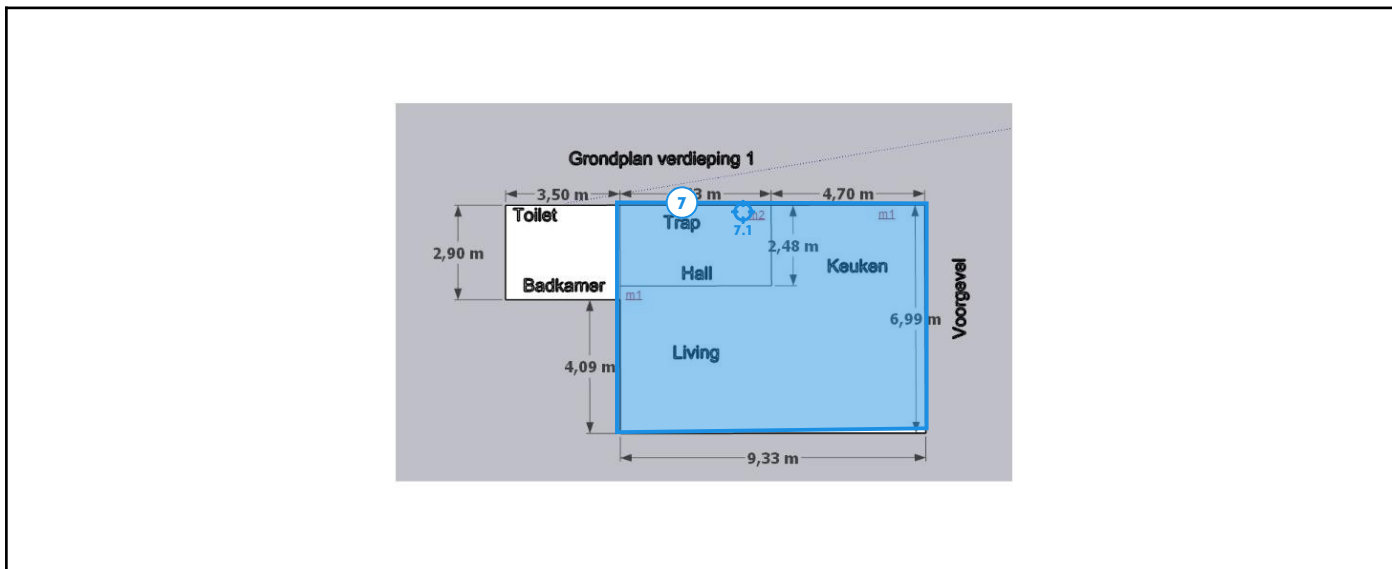 Grondplan verdieping 1
3,50 m
3 m
4,70 m
7
Toilet
Trap
m2
m1
7.1
2,90 m
2,48 m
Keuken
Hall
Badkamer
m1
Voorgevel
6,99 m
Living
4,09 m
9,33 m